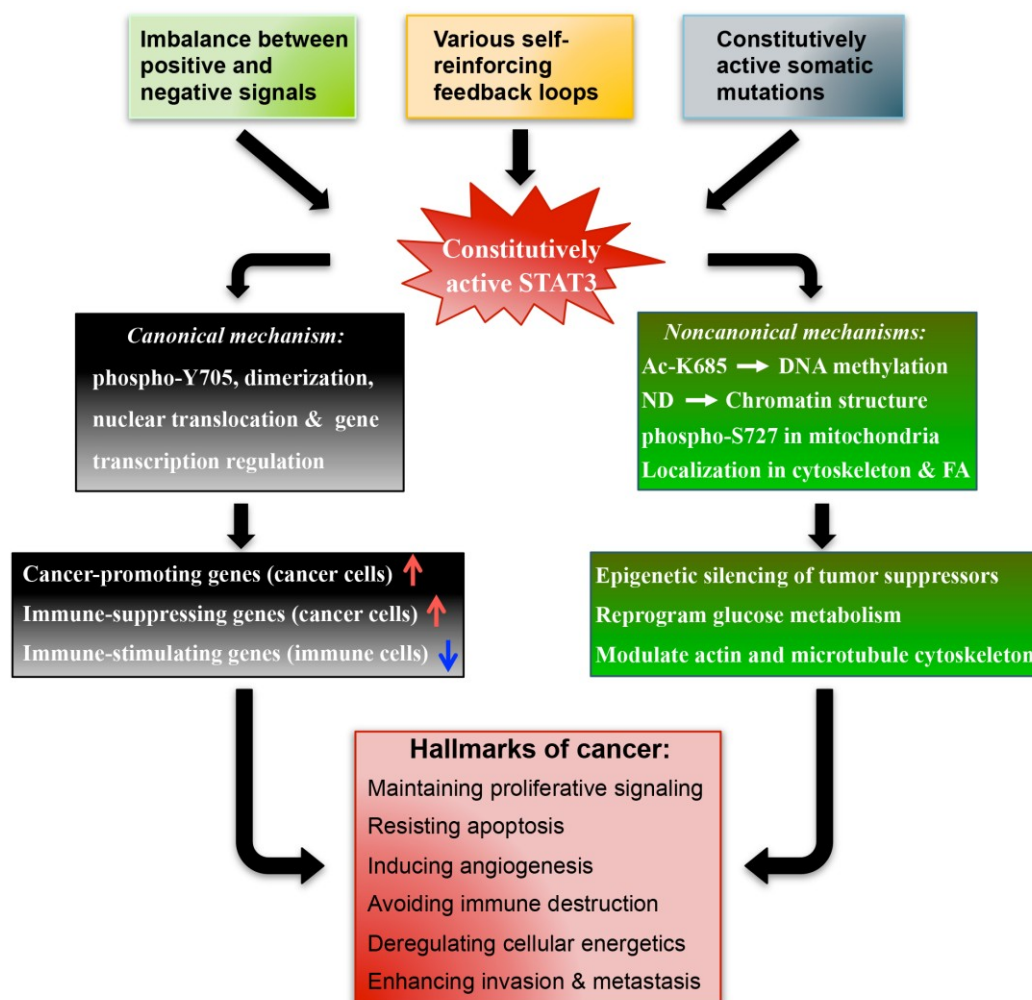 Imbalance between
positive and
negative signals
Various self-
reinforcing
feedback loops
Constitutively
active somatic
mutations
Constitutively
active STAT3
Canonical mechanism:
phospho-Y705, dimerization,
nuclear translocation & gene
transcription regulation
Noncanonical mechanisms:
Ac-K685 → DNA methylation
ND → Chromatin structure
phospho-S727 in mitochondria
Localization in cytoskeleton & FA
Cancer-promoting genes (cancer cells) ↑
Immune-suppressing genes (cancer cells) ↑
Immune-stimulating genes (immune cells) ↓
Epigenetic silencing of tumor suppressors
Reprogram glucose metabolism
Modulate actin and microtubule cytoskeleton
Hallmarks of cancer:
Maintaining proliferative signaling
Resisting apoptosis
Inducing angiogenesis
Avoiding immune destruction
Deregulating cellular energetics
Enhancing invasion & metastasis